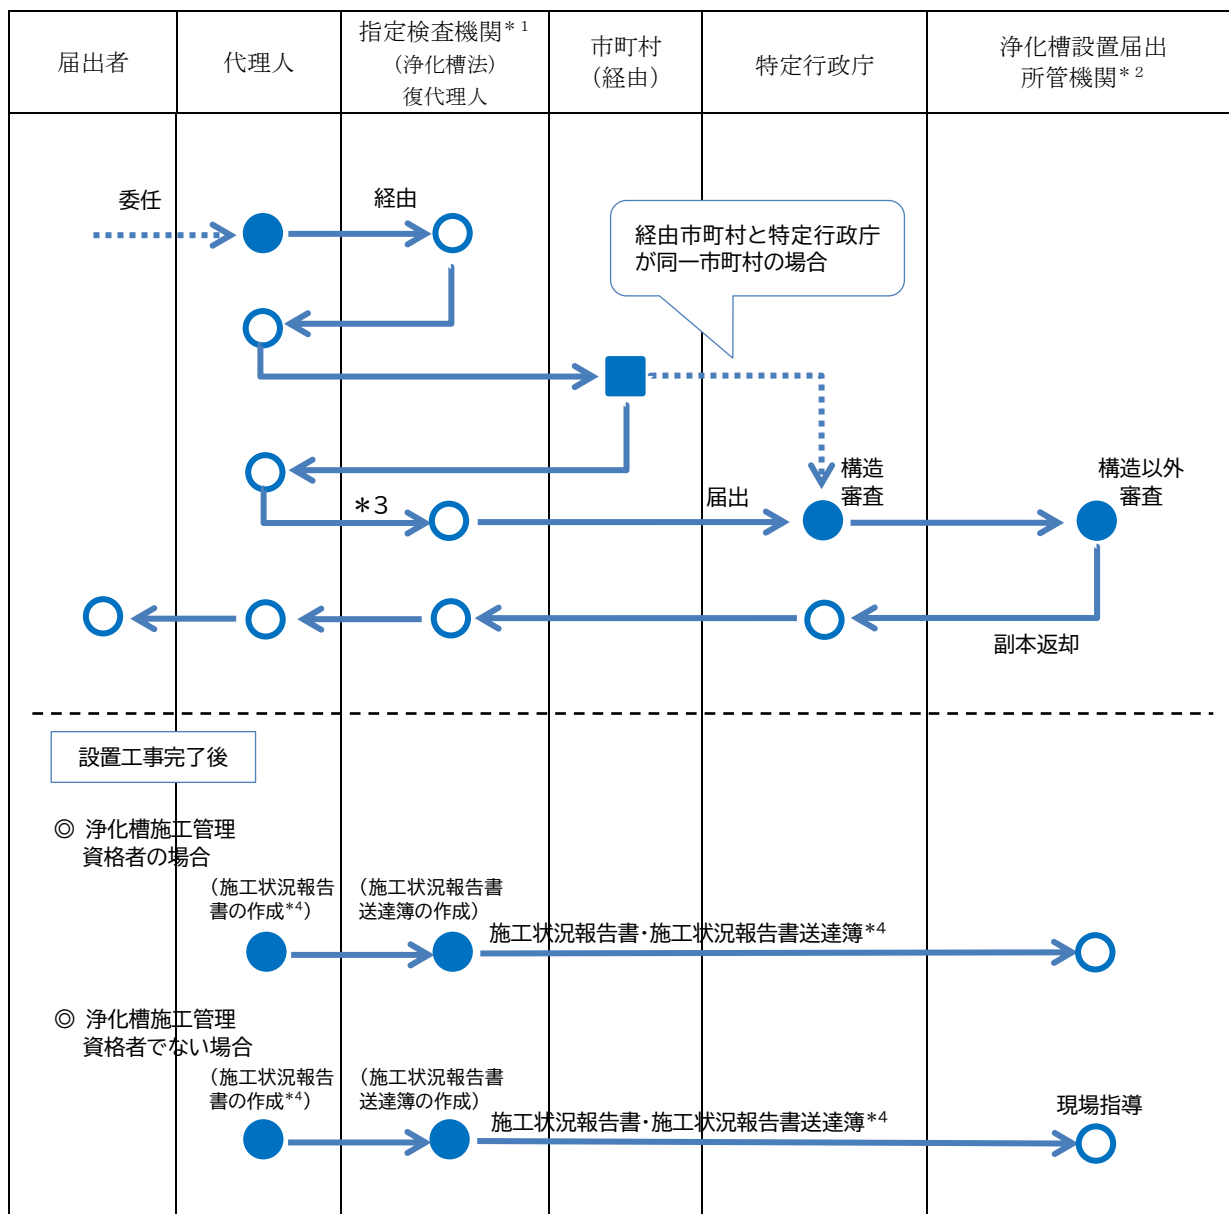 届出者
代理人
指定検査機関*1
（浄化槽法）
復代理人
市町村
（経由）
特定行政庁
浄化槽設置届出
所管機関*2
委任
経由
経由市町村と特定行政庁
が同一市町村の場合
構造
審査
構造以外
審査
届出
*3
副本返却
設置工事完了後
◎ 浄化槽施工管理
資格者の場合
（施工状況報告
書の作成*4）
（施工状況報告書
送達簿の作成）
施工状況報告書・施工状況報告書送達簿*4
◎ 浄化槽施工管理
資格者でない場合
（施工状況報告
書の作成*4）
（施工状況報告書
送達簿の作成）
施工状況報告書・施工状況報告書送達簿*4
現場指導